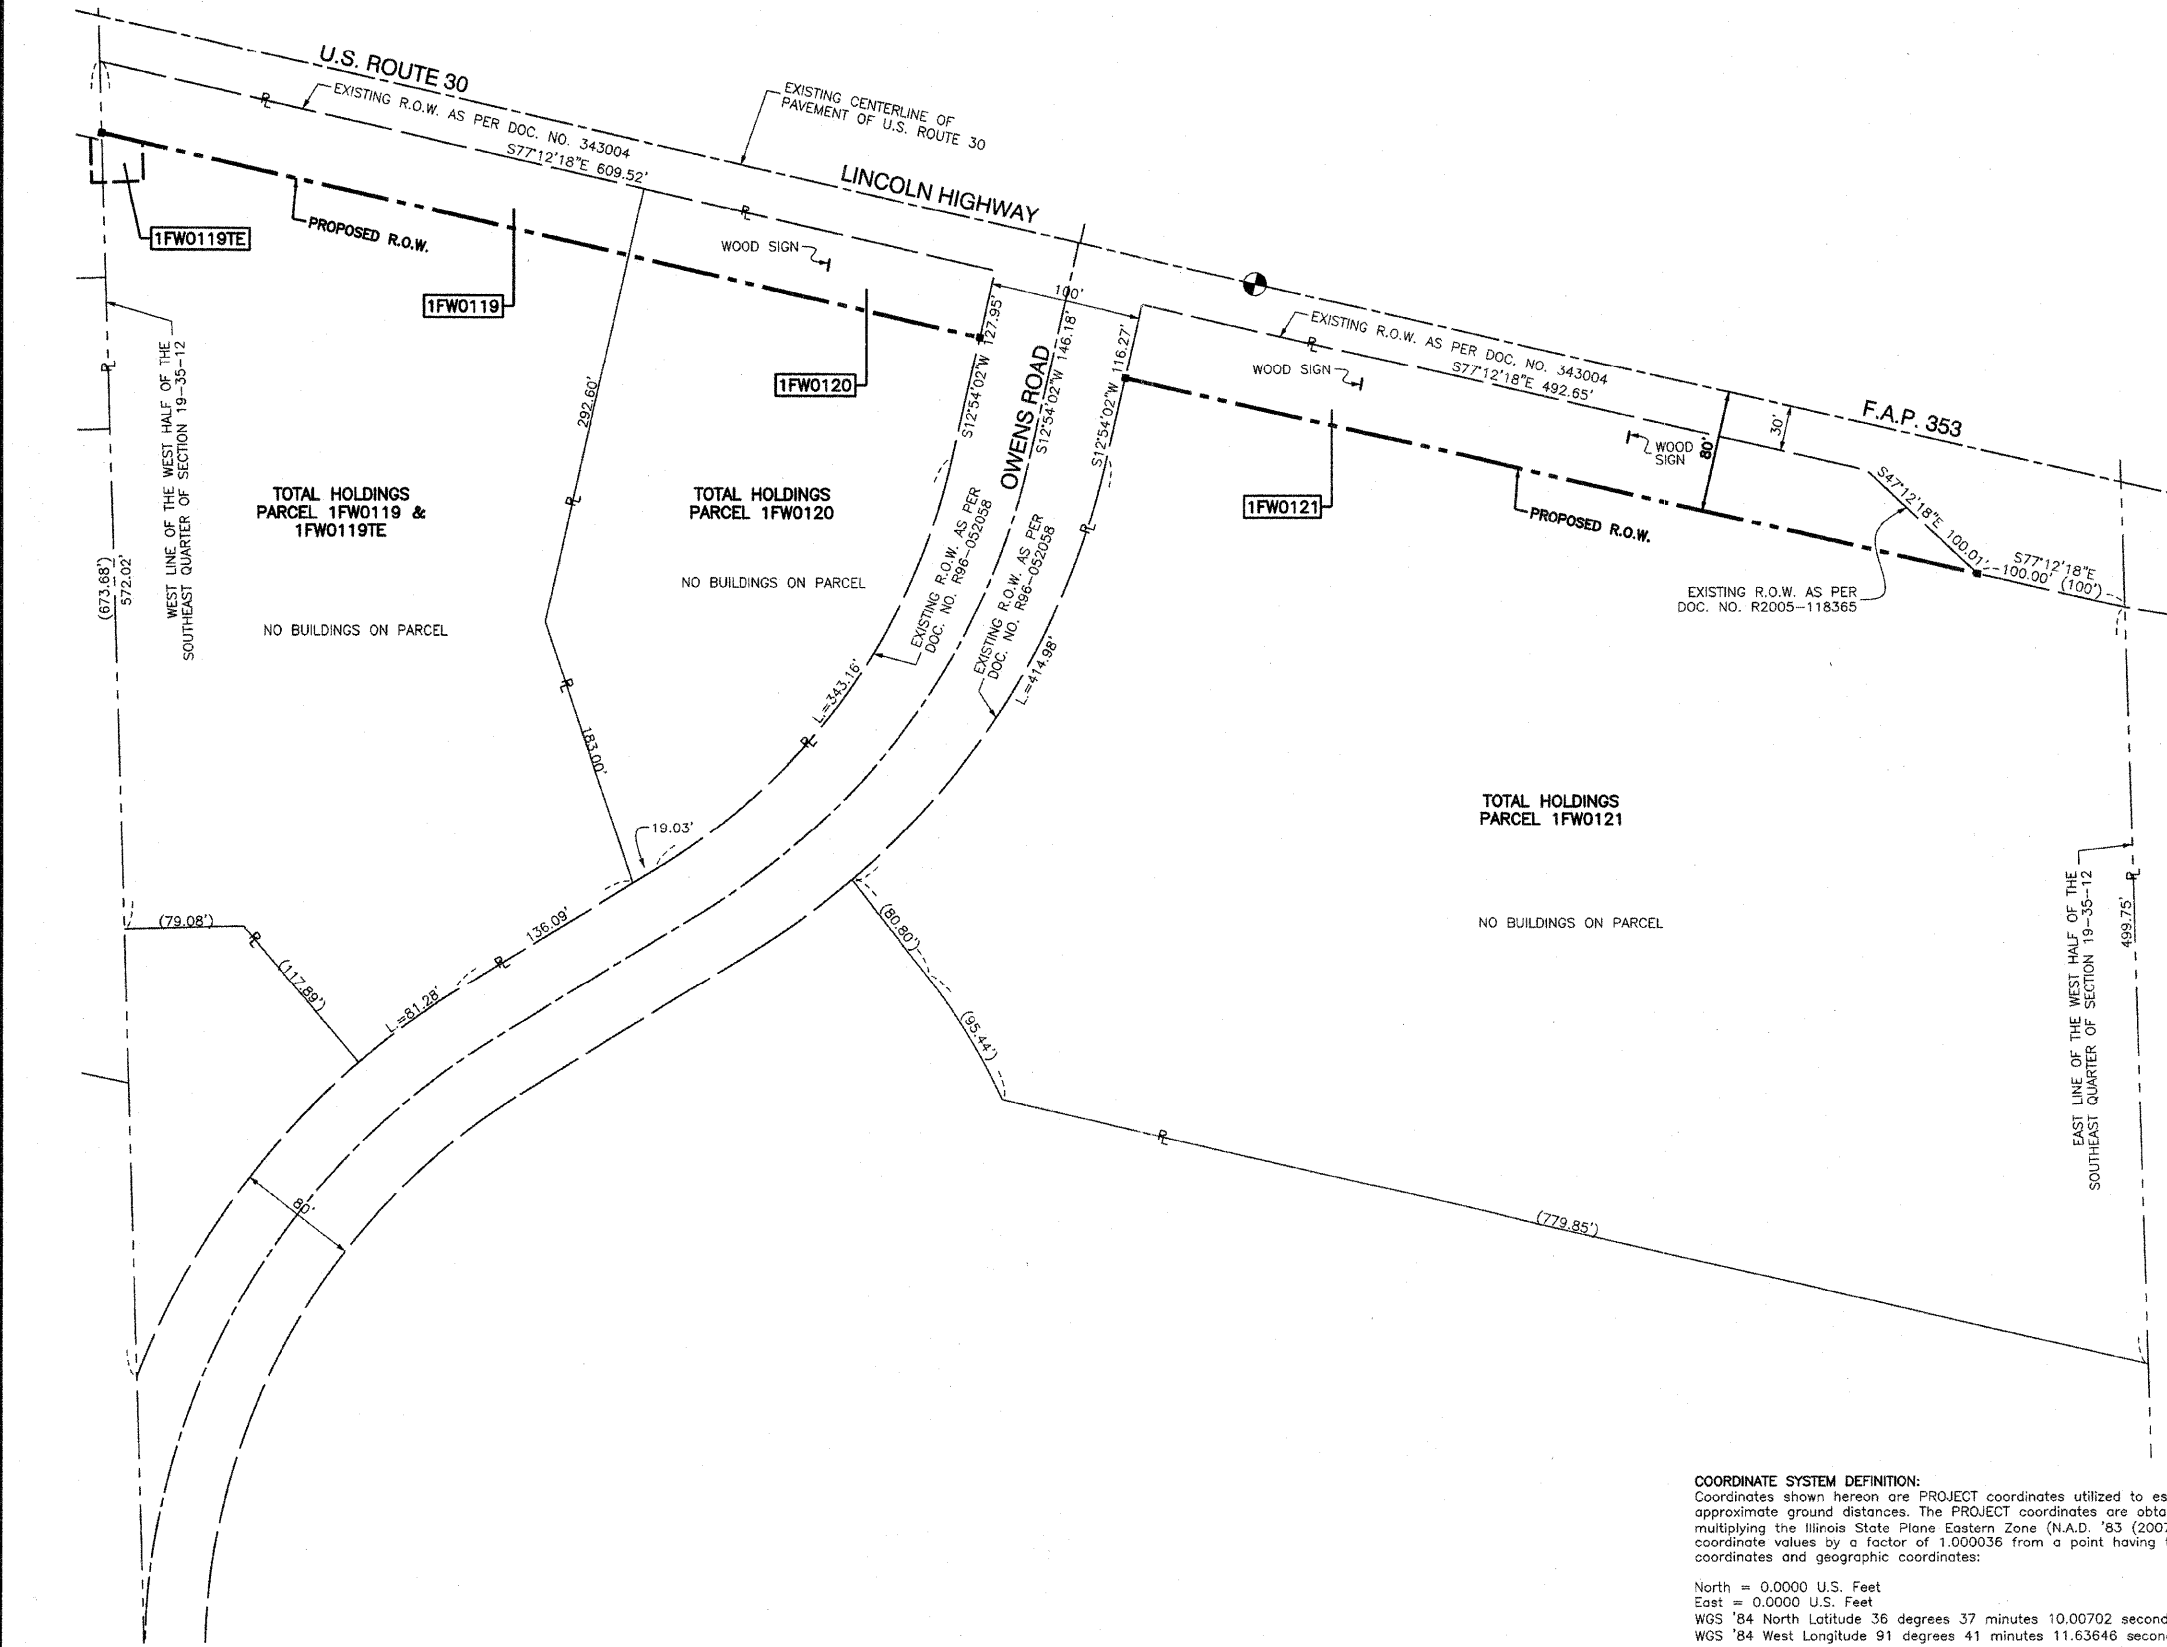 U.S. ROUTE 30
EXISTING R.O.W. AS PER DOC. NO. 343004
S77°12'18"E 609.52'
EXISTING CENTERLINE OF
PAVEMENT OF U.S. ROUTE 30
LINCOLN HIGHWAY
1FW0119TE
PROPOSED R.O.W.
1FW0119
WOOD SIGN
1FW0120
100'
127.95'
S12°54'02"W
OWENS ROAD
S12°54'02"W 146.18'
S12°54'02"W 116.27'
EXISTING R.O.W. AS PER DOC. NO. 343004
S77°12'18"E 492.65'
WOOD SIGN
WOOD
SIGN
80'
30'
F.A.P. 353
1FW0121
PROPOSED R.O.W.
S47°12'18"E 100.01'
S77°12'18"E
100.00' (100')
EXISTING R.O.W. AS PER
DOC. NO. R2005-118365
WEST LINE OF THE WEST HALF OF THE
SOUTHEAST QUARTER OF SECTION 19-35-12
(673.68')
572.02'
292.60'
TOTAL HOLDINGS
PARCEL 1FW0119 &
1FW0119TE
NO BUILDINGS ON PARCEL
TOTAL HOLDINGS
PARCEL 1FW0120
NO BUILDINGS ON PARCEL
EXISTING R.O.W. AS PER
DOC. NO. R96-052058
EXISTING R.O.W. AS PER
DOC. NO. R96-052058
L.=343.16'
L.=414.98'
183.00'
19.03'
136.09'
(79.08')
(117.89')
L.=81.28'
(80.80')
(95.44')
80'
TOTAL HOLDINGS
PARCEL 1FW0121
NO BUILDINGS ON PARCEL
EAST LINE OF THE WEST HALF OF THE
SOUTHEAST QUARTER OF SECTION 19-35-12
499.75'
(779.85')
COORDINATE SYSTEM DEFINITION:
Coordinates shown hereon are PROJECT coordinates utilized to es
approximate ground distances. The PROJECT coordinates are obta
multiplying the Illinois State Plane Eastern Zone (N.A.D. '83 (2007
coordinate values by a factor of 1.000036 from a point having
coordinates and geographic coordinates:
North = 0.0000 U.S. Feet
East = 0.0000 U.S. Feet
WGS '84 North Latitude 36 degrees 37 minutes 10.00702 second
WGS '84 West Longitude 91 degrees 41 minutes 11.63646 secon